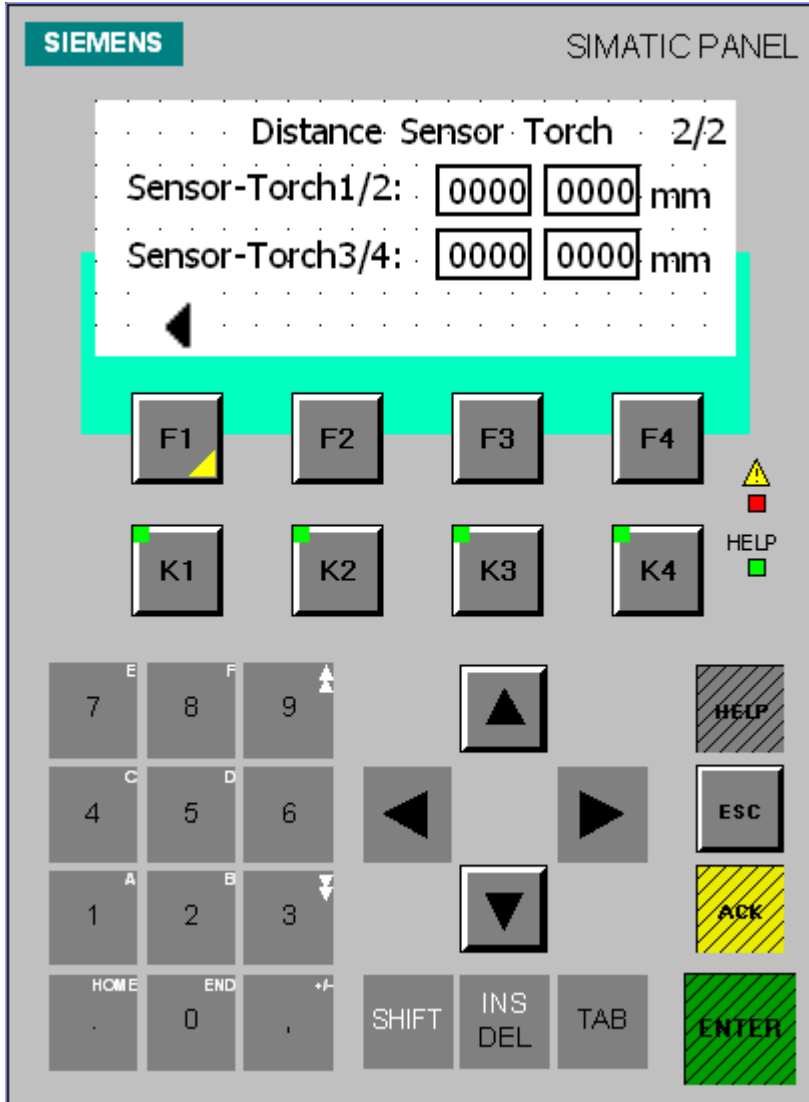 SIEMENS
SIMATIC PANEL
Distance Sensor Torch 2/2
Sensor-Torch1/2: 0000 0000 mm
Sensor-Torch3/4: 0000 0000 mm
F1 F2 F3 F4
HELP
K1 K2 K3 K4
E F
7 8 9 HELP
C D
4 5 6 ESC
A B
1 2 3 ACK
HOME END +/-
. 0 , SHIFT INS DEL TAB ENTER